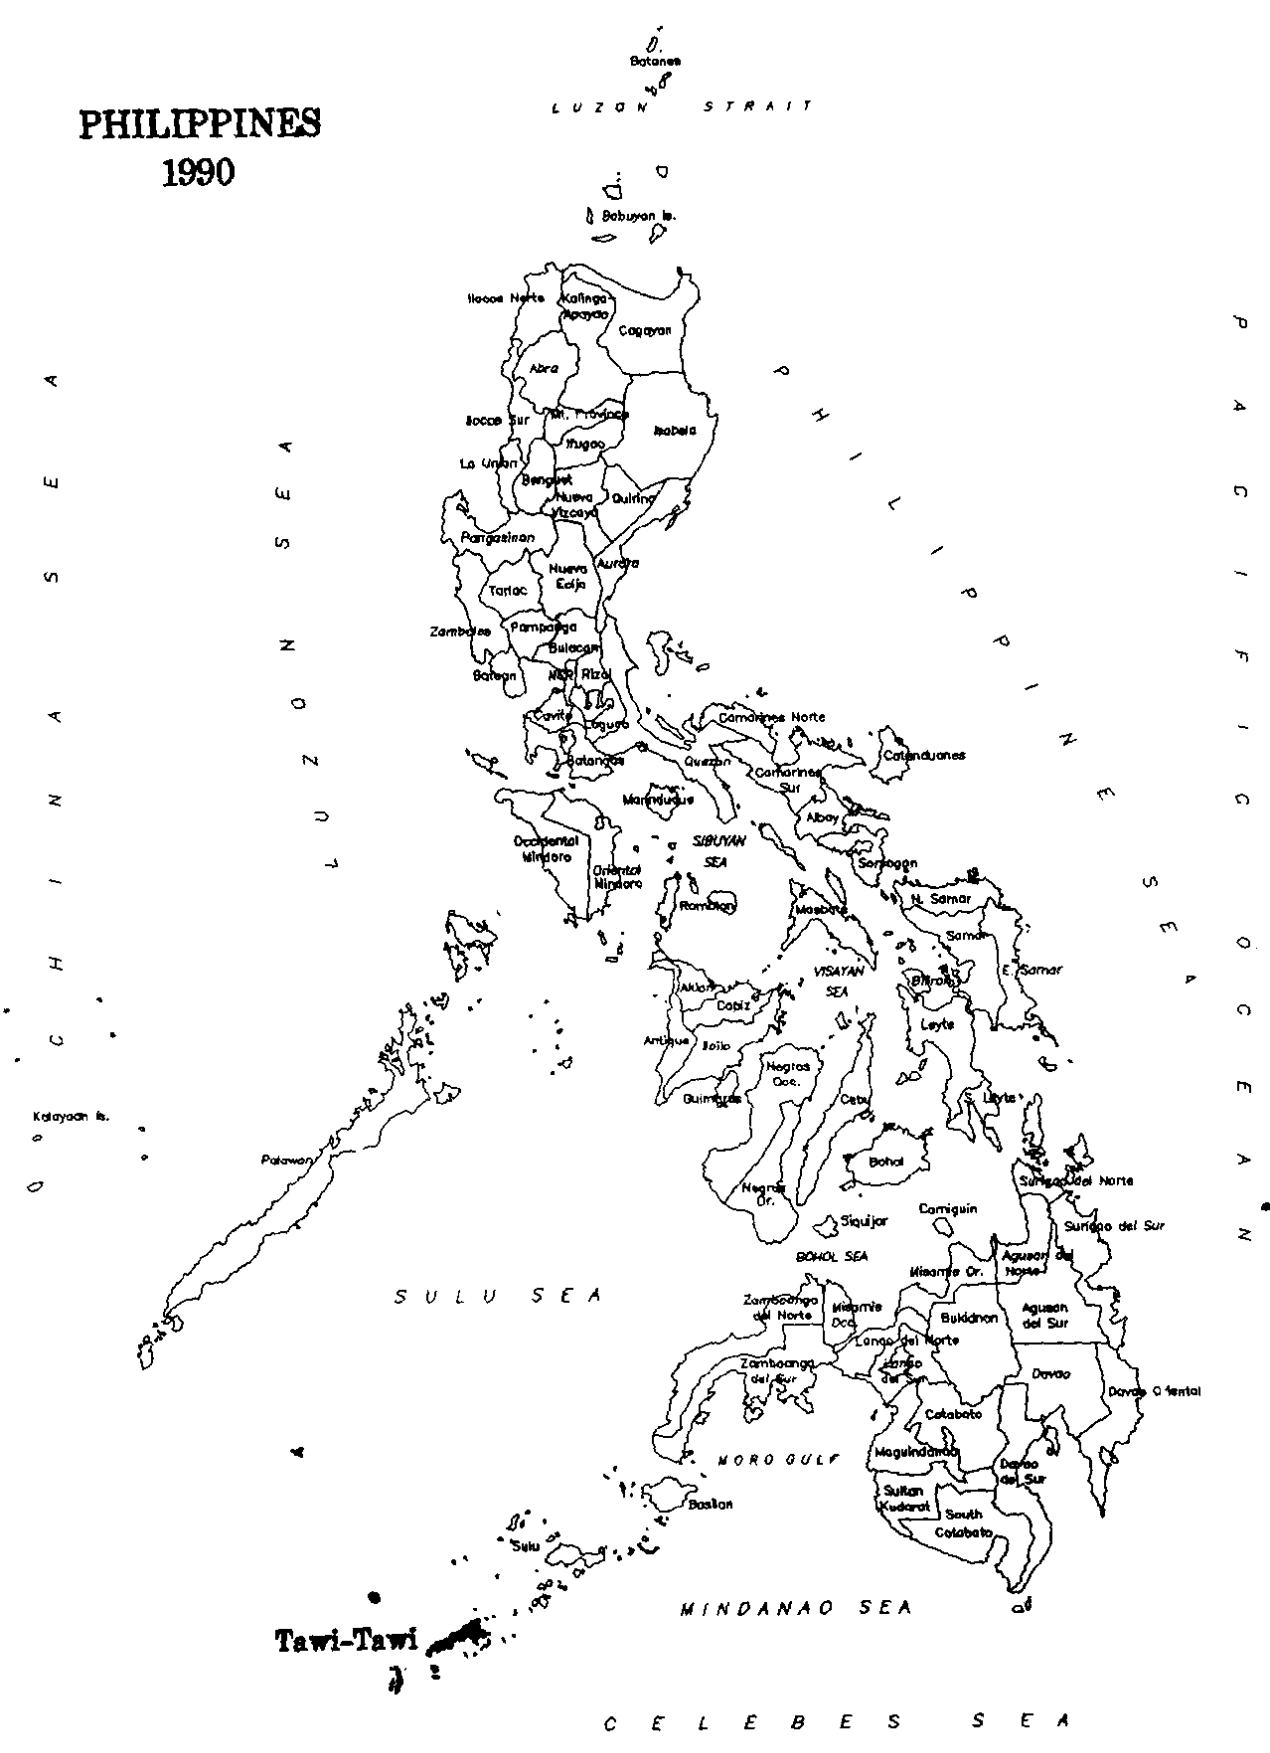 Batanes
LUZON STRAIT
PHILIPPINES
1990
Babuyan Is.
Ilocos Norte
Kalinga-
Apayao
Cagayan
Abra
Ilocos Sur
Mt. Province
Isabela
Ifugao
La Union
Benguet
Nueva
Vizcaya
Quirino
Pangasinan
Aurora
Nueva
Ecija
Tarlac
Zambales
Pampanga
Bulacan
Bataan
NCR
Rizal
Cavite
Laguna
Camarines Norte
Batangas
Quezon
Catanduanes
Camarines
Sur
Marinduque
Albay
Occidental
Mindoro
SIBUYAN
SEA
Sorsogon
Oriental
Mindoro
Romblon
Masbate
N. Samar
Samar
E. Samar
VISAYAN
SEA
Biliran
Aklan
Capiz
Leyte
Antique
Iloilo
Negros
Occ.
Guimaras
Cebu
S. Leyte
Kalayaan Is.
Palawan
Bohol
Negros
Or.
Surigao del Norte
Siquijor
Camiguin
Surigao del Sur
BOHOL SEA
Agusan del
Norte
Misamis Or.
SULU SEA
Zamboanga
del Norte
Misamis
Occ.
Bukidnon
Agusan
del Sur
Lanao del Norte
Zamboanga
del Sur
Lanao
del Sur
Davao
Davao Oriental
Cotabato
MORO GULF
Maguindanao
Davao
del Sur
Sultan
Kudarat
South
Cotabato
Basilan
Sulu
MINDANAO SEA
Tawi-Tawi
CELEBES SEA
CHINA SEA
LUZON SEA
PHILIPPINE SEA
PACIFIC OCEAN